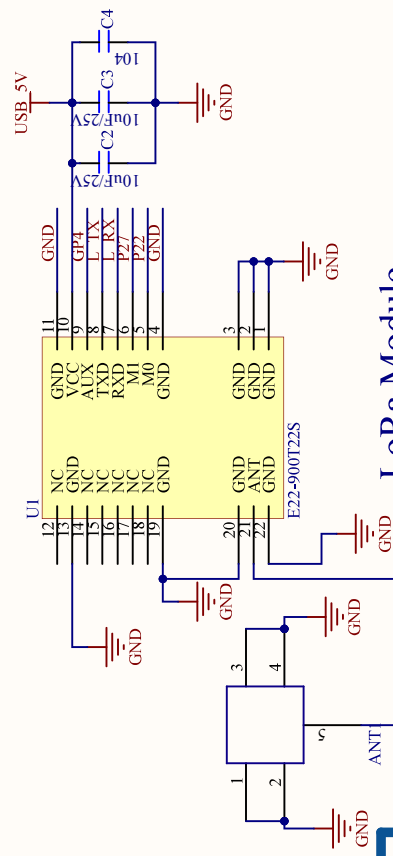 USB_5V
C4
104
C3
10uF/25V
C2
10uF/25V
GND
U1
12 NC GND 11 GND
13 GND VCC 10
14 NC AUX 9 GP4
15 NC TXD 8 L_TX
16 NC RXD 7 L_RX
17 NC M1 6 P27
18 NC M0 5 P22
19 GND GND 4 GND
20 GND GND 3
21 ANT GND 2
22 GND GND 1
E22-900T22S
GND
GND
GND
GND
LoRa Module
1 3
2 4
5
GND
GND
ANT1